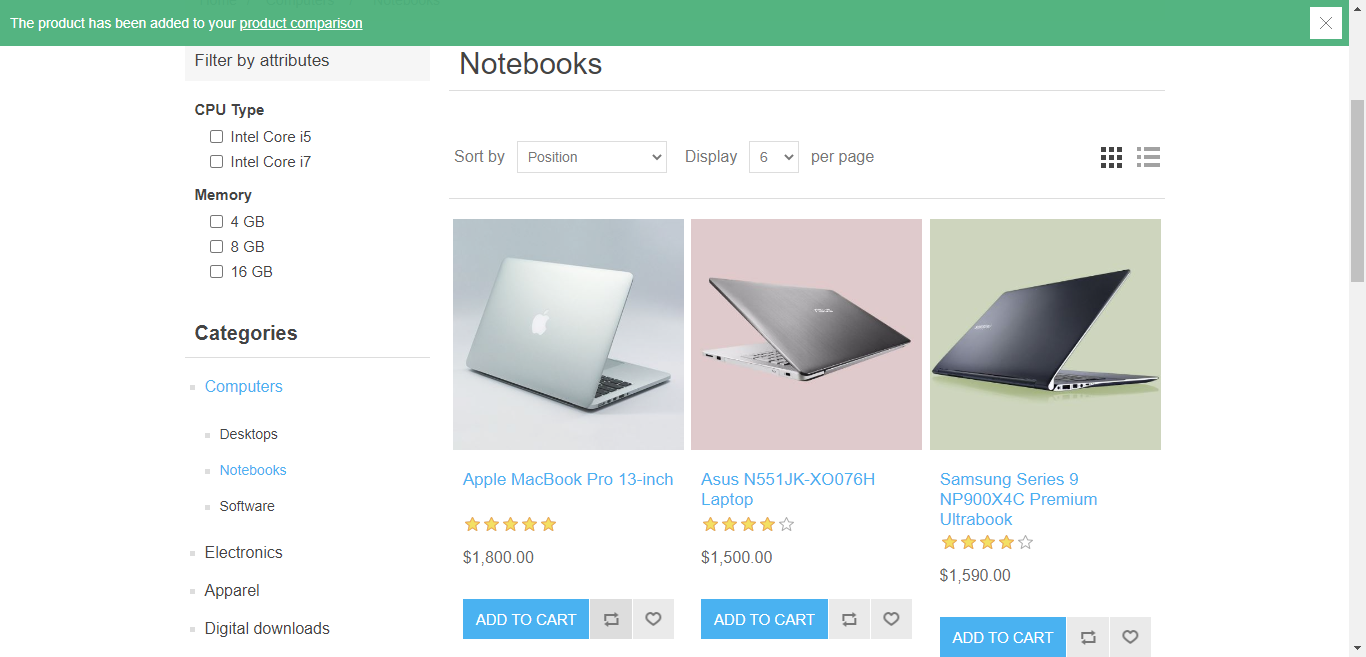 Home Computers Notebooks
The product has been added to your product comparison
Filter by attributes
CPU Type
Intel Core i5
Intel Core i7
Memory
4 GB
8 GB
16 GB
Categories
Computers
Desktops
Notebooks
Software
Electronics
Apparel
Digital downloads
Notebooks
Sort by Position Display 6 per page
Apple MacBook Pro 13-inch
$1,800.00
ADD TO CART
ASUS
Asus N551JK-XO076H
Laptop
$1,500.00
ADD TO CART
Samsung Series 9
NP900X4C Premium
Ultrabook
$1,590.00
ADD TO CART